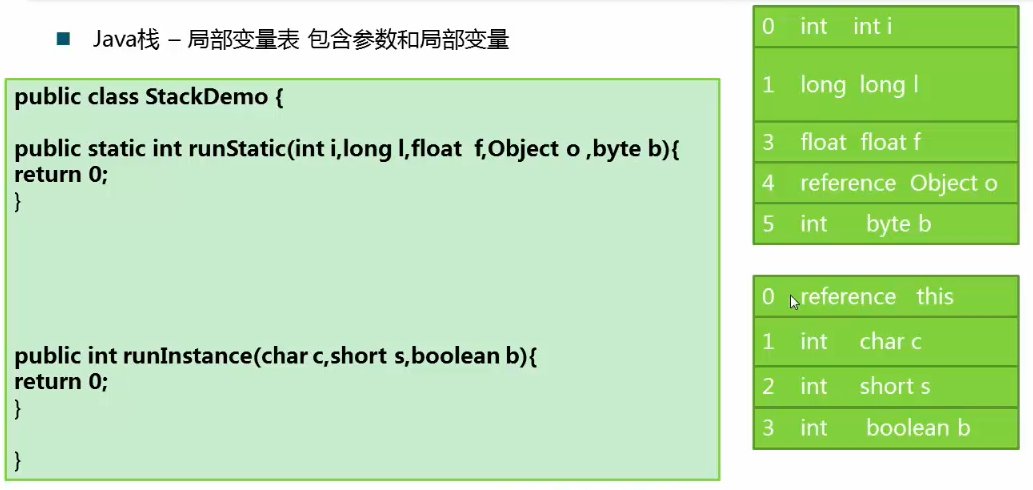 Java栈 – 局部变量表 包含参数和局部变量
public class StackDemo {
public static int runStatic(int i,long l,float f,Object o ,byte b){
return 0;
}
public int runInstance(char c,short s,boolean b){
return 0;
}
}
0 int int i
1 long long l
3 float float f
4 reference Object o
5 int byte b
0 reference this
1 int char c
2 int short s
3 int boolean b